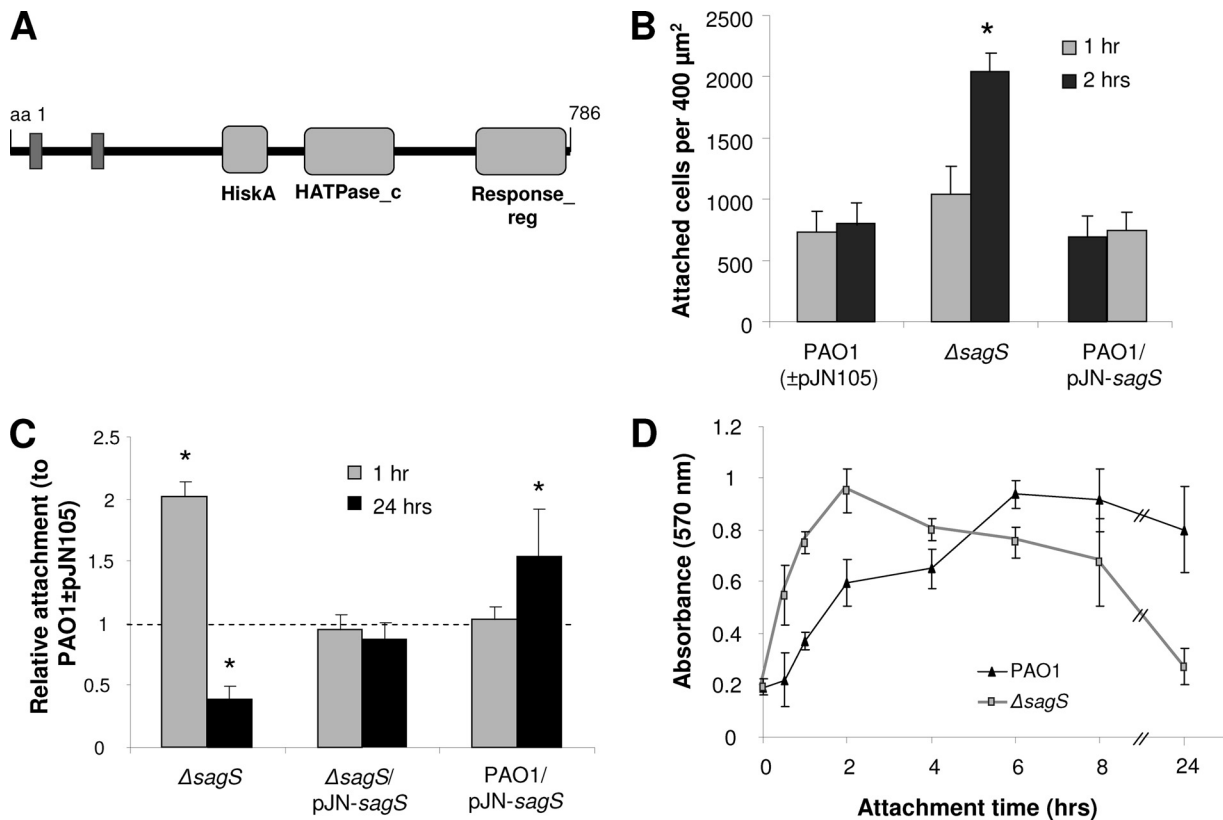 A
aa 1
786
HiskA
HATPase_c
Response_
reg
B
Attached cells per 400 µm²
2500
2000
1500
1000
500
0
*
1 hr
2 hrs
PAO1
(±pJN105)
ΔsagS
PAO1/
pJN-sagS
C
Relative attachment (to
PAO1±pJN105)
2.5
2
1.5
1
0.5
0
*
*
*
1 hr
24 hrs
ΔsagS
ΔsagS/
pJN-sagS
PAO1/
pJN-sagS
D
Absorbance (570 nm)
1.2
1
0.8
0.6
0.4
0.2
0
PAO1
ΔsagS
0 2 4 6 8 24
Attachment time (hrs)